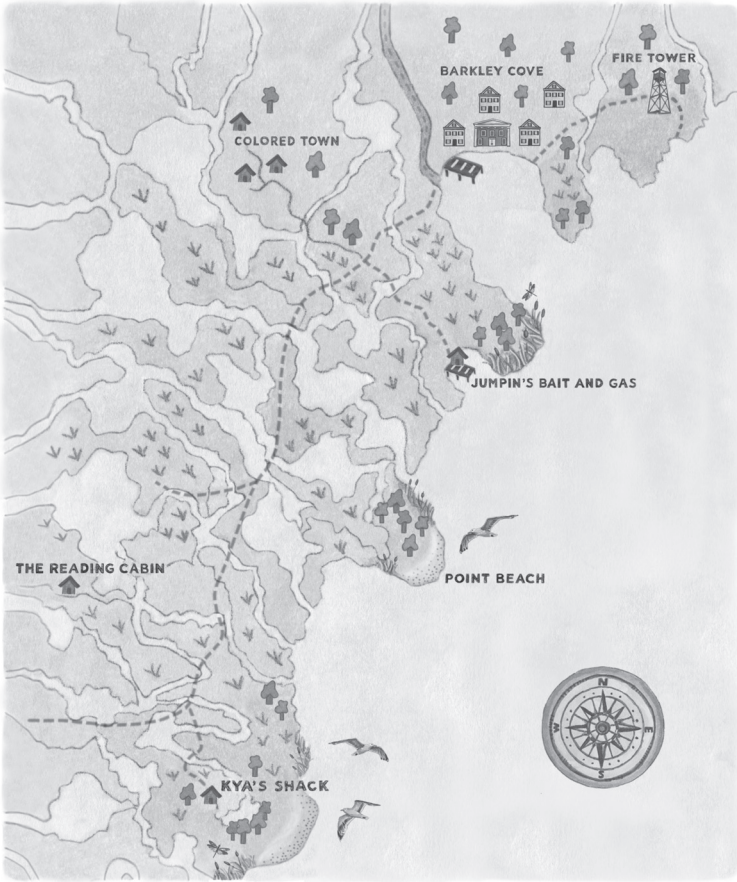 FIRE TOWER
BARKLEY COVE
COLORED TOWN
JUMPIN'S BAIT AND GAS
THE READING CABIN
POINT BEACH
N
W
E
S
KYA'S SHACK